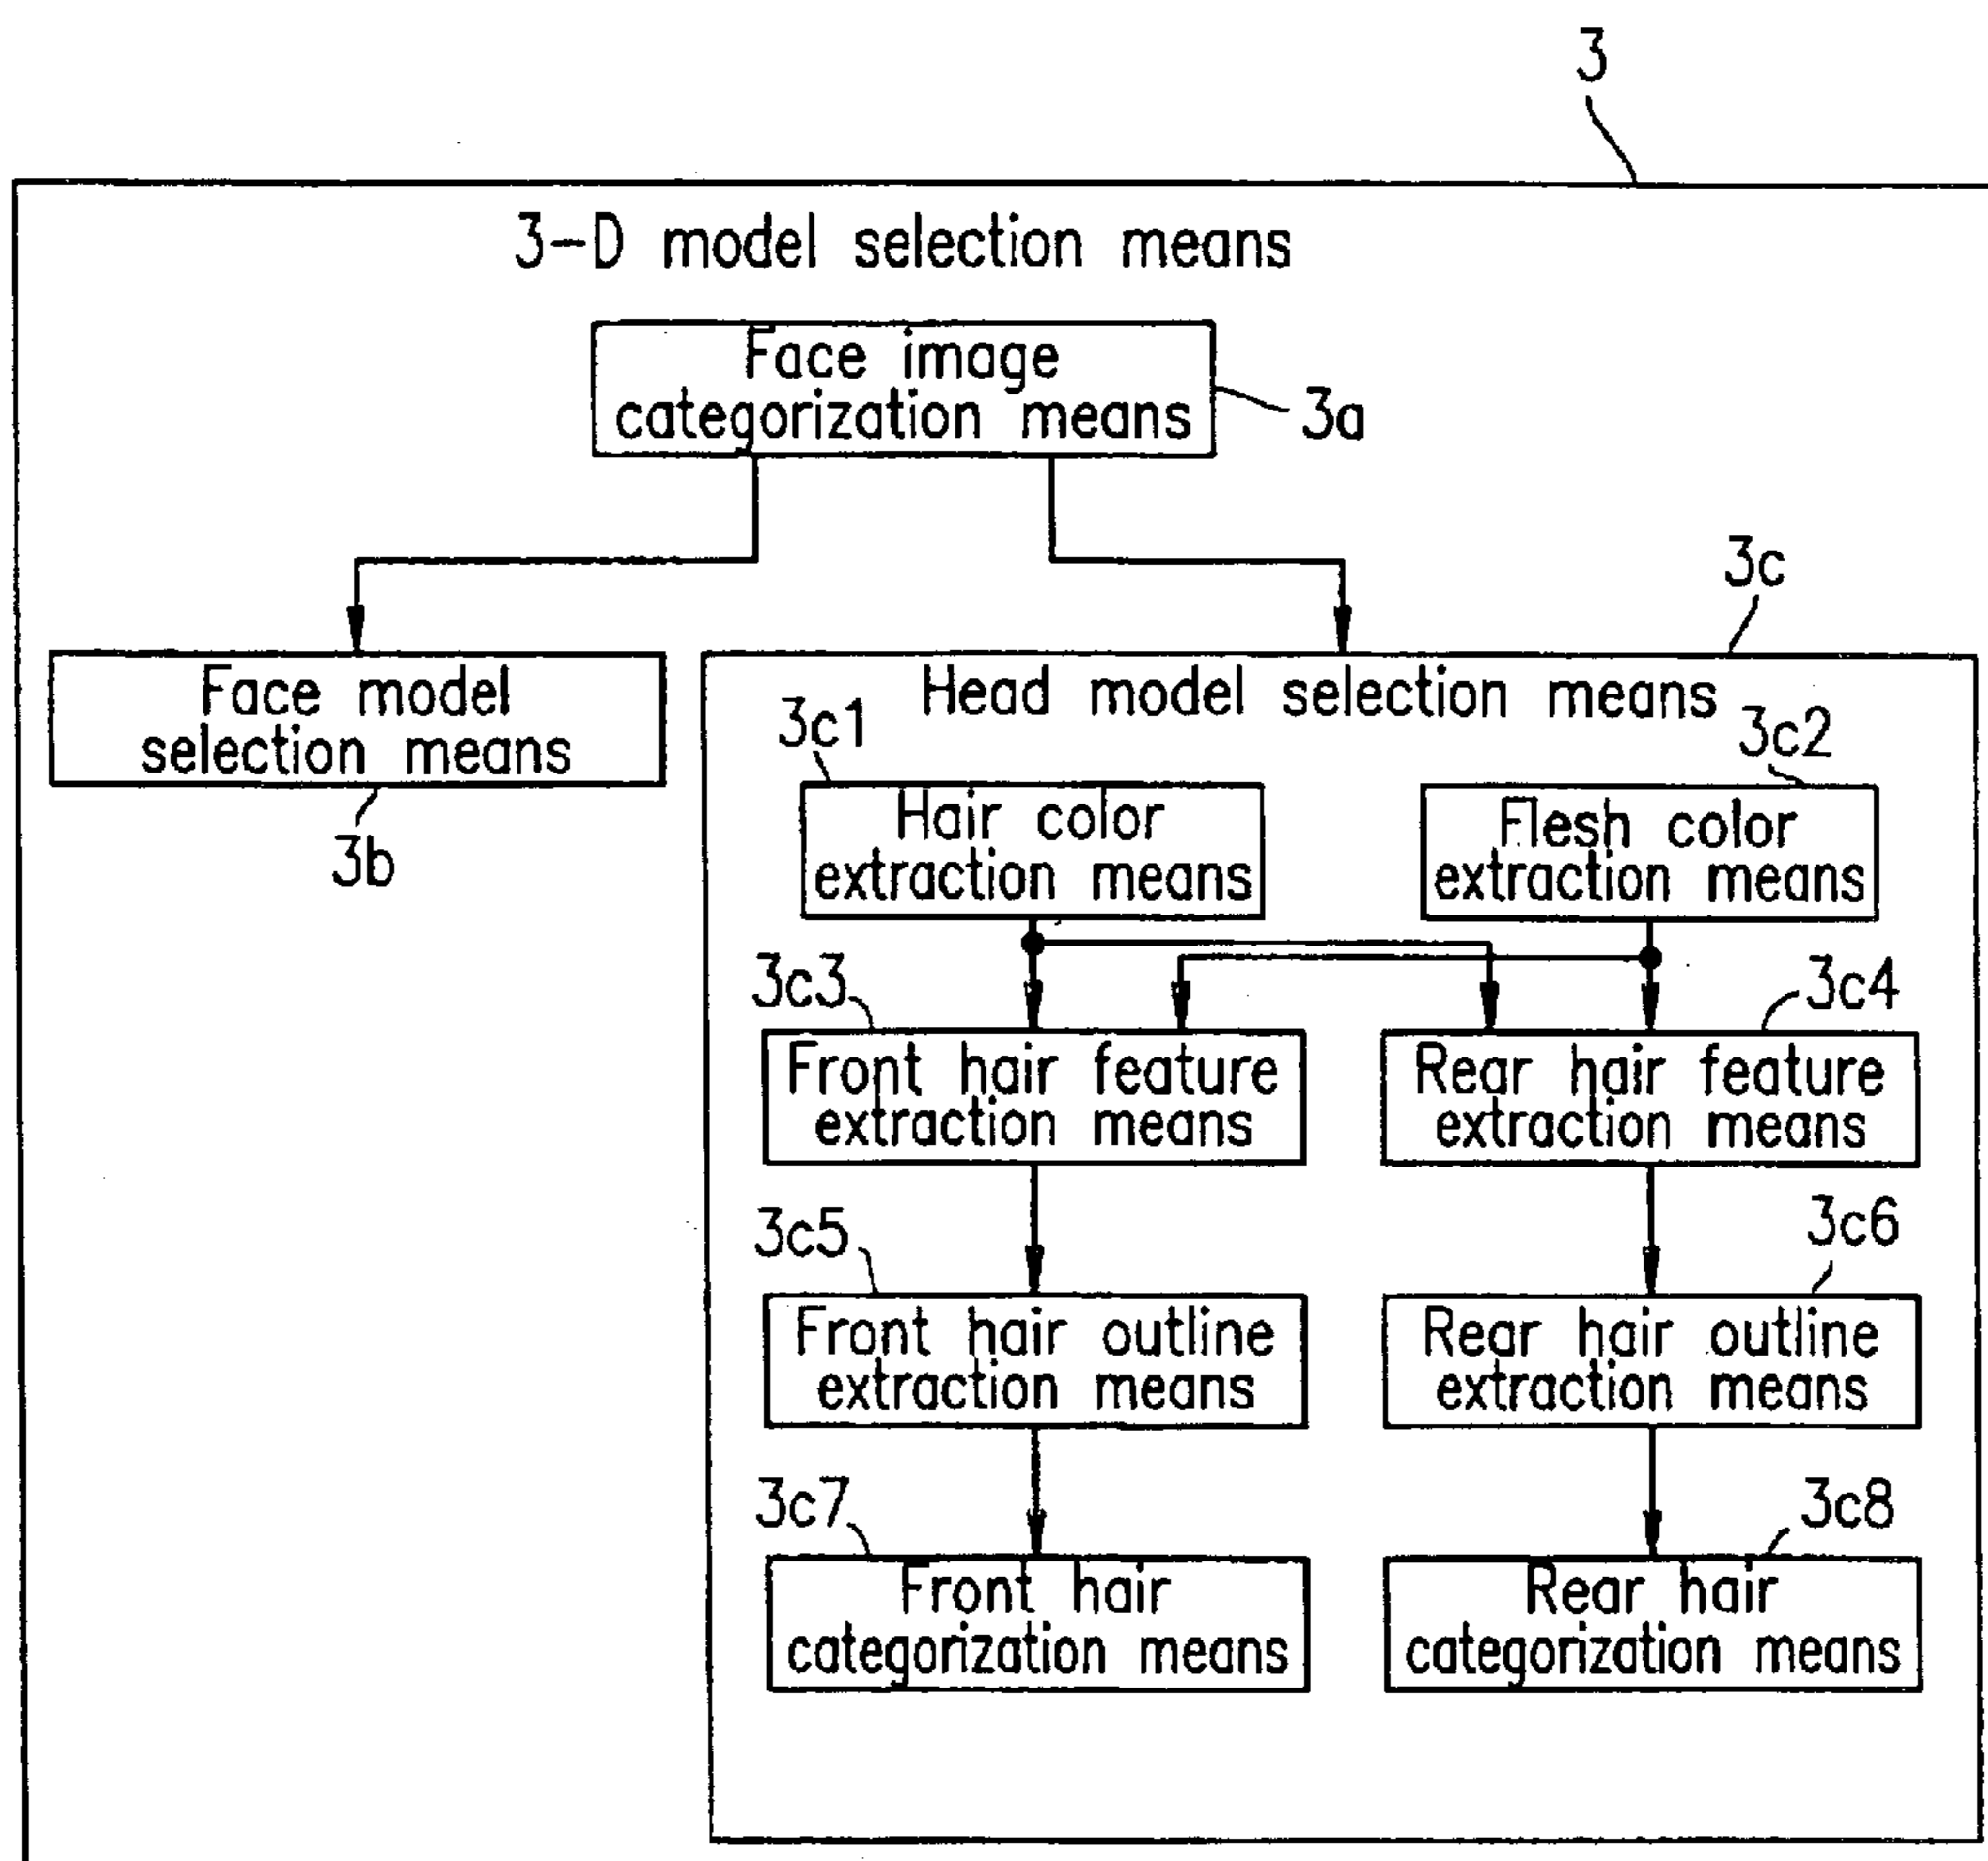 3
3-D model selection means
Face image
categorization means
3a
3c
Face model
selection means
3b
Head model selection means
3c1
3c2
Hair color
extraction means
Flesh color
extraction means
3c3
3c4
Front hair feature
extraction means
Rear hair feature
extraction means
3c5
3c6
Front hair outline
extraction means
Rear hair outline
extraction means
3c7
3c8
Front hair
categorization means
Rear hair
categorization means